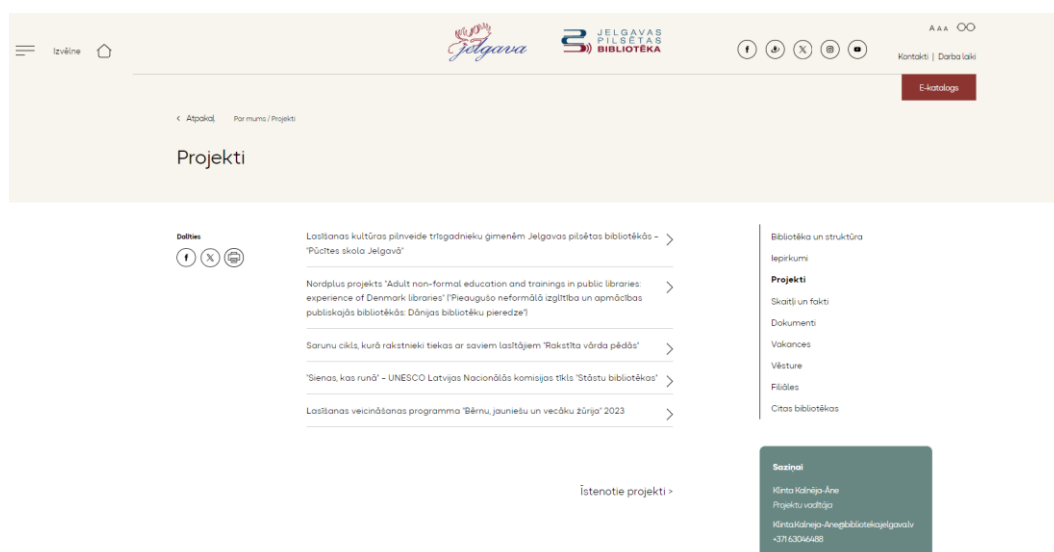 Izvēlne
jelgava
JELGAVAS
PILSĒTAS
BIBLIOTĒKA
A A A
Kontakti | Darba laiki
E-katalogs
< Atpakaļ
Par mums / Projekti
Projekti
Dalīties
Lasīšanas kultūras pilnveide trīsgadnieku ģimenēm Jelgavas pilsētas bibliotēkās –
"Pūcītes skola Jelgavā"
Nordplus projekts "Adult non-formal education and trainings in public libraries:
experience of Denmark libraries" ("Pieaugušo neformālā izglītība un apmācības
publiskajās bibliotēkās: Dānijas bibliotēku pieredze")
Sarunu cikls, kurā rakstnieki tiekas ar saviem lasītājiem "Rakstīta vārda pēdās"
"Sienas, kas runā" – UNESCO Latvijas Nacionālās komisijas tīkls "Stāstu bibliotēkas"
Lasīšanas veicināšanas programma "Bērnu, jauniešu un vecāku žūrija" 2023
Īstenotie projekti >
Bibliotēka un struktūra
Iepirkumi
Projekti
Skaitļi un fakti
Dokumenti
Vakances
Vēsture
Filiāles
Citas bibliotēkas
Saziņai
Klinta Kalnēja-Āne
Projektu vadītāja
Klinta.Kalneja-Ane@bibliotekajelgava.lv
+371 63046488